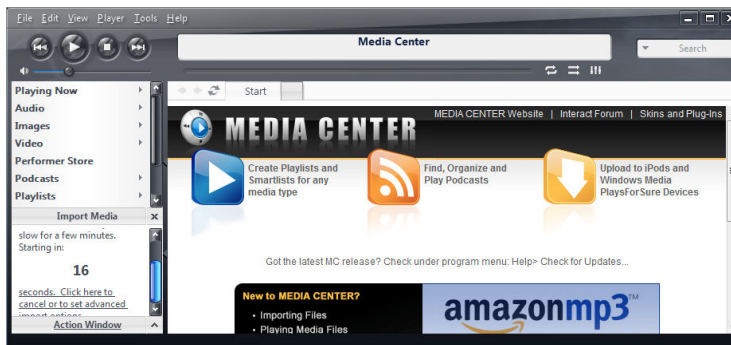 File Edit View Player Tools Help
Media Center
Search
Playing Now
Audio
Images
Video
Performer Store
Podcasts
Playlists
Import Media
slow for a few minutes.
Starting in:
16
seconds. Click here to
cancel or to set advanced
import options
Action Window
Start
MEDIA CENTER Website | Interact Forum | Skins and Plug-Ins
MEDIA CENTER
Create Playlists and
Smartlists for any
media type
Find, Organize and
Play Podcasts
Upload to iPods and
Windows Media
PlaysForSure Devices
Got the latest MC release? Check under program menu: Help> Check for Updates...
New to MEDIA CENTER?
• Importing Files
• Playing Media Files
amazonmp3™